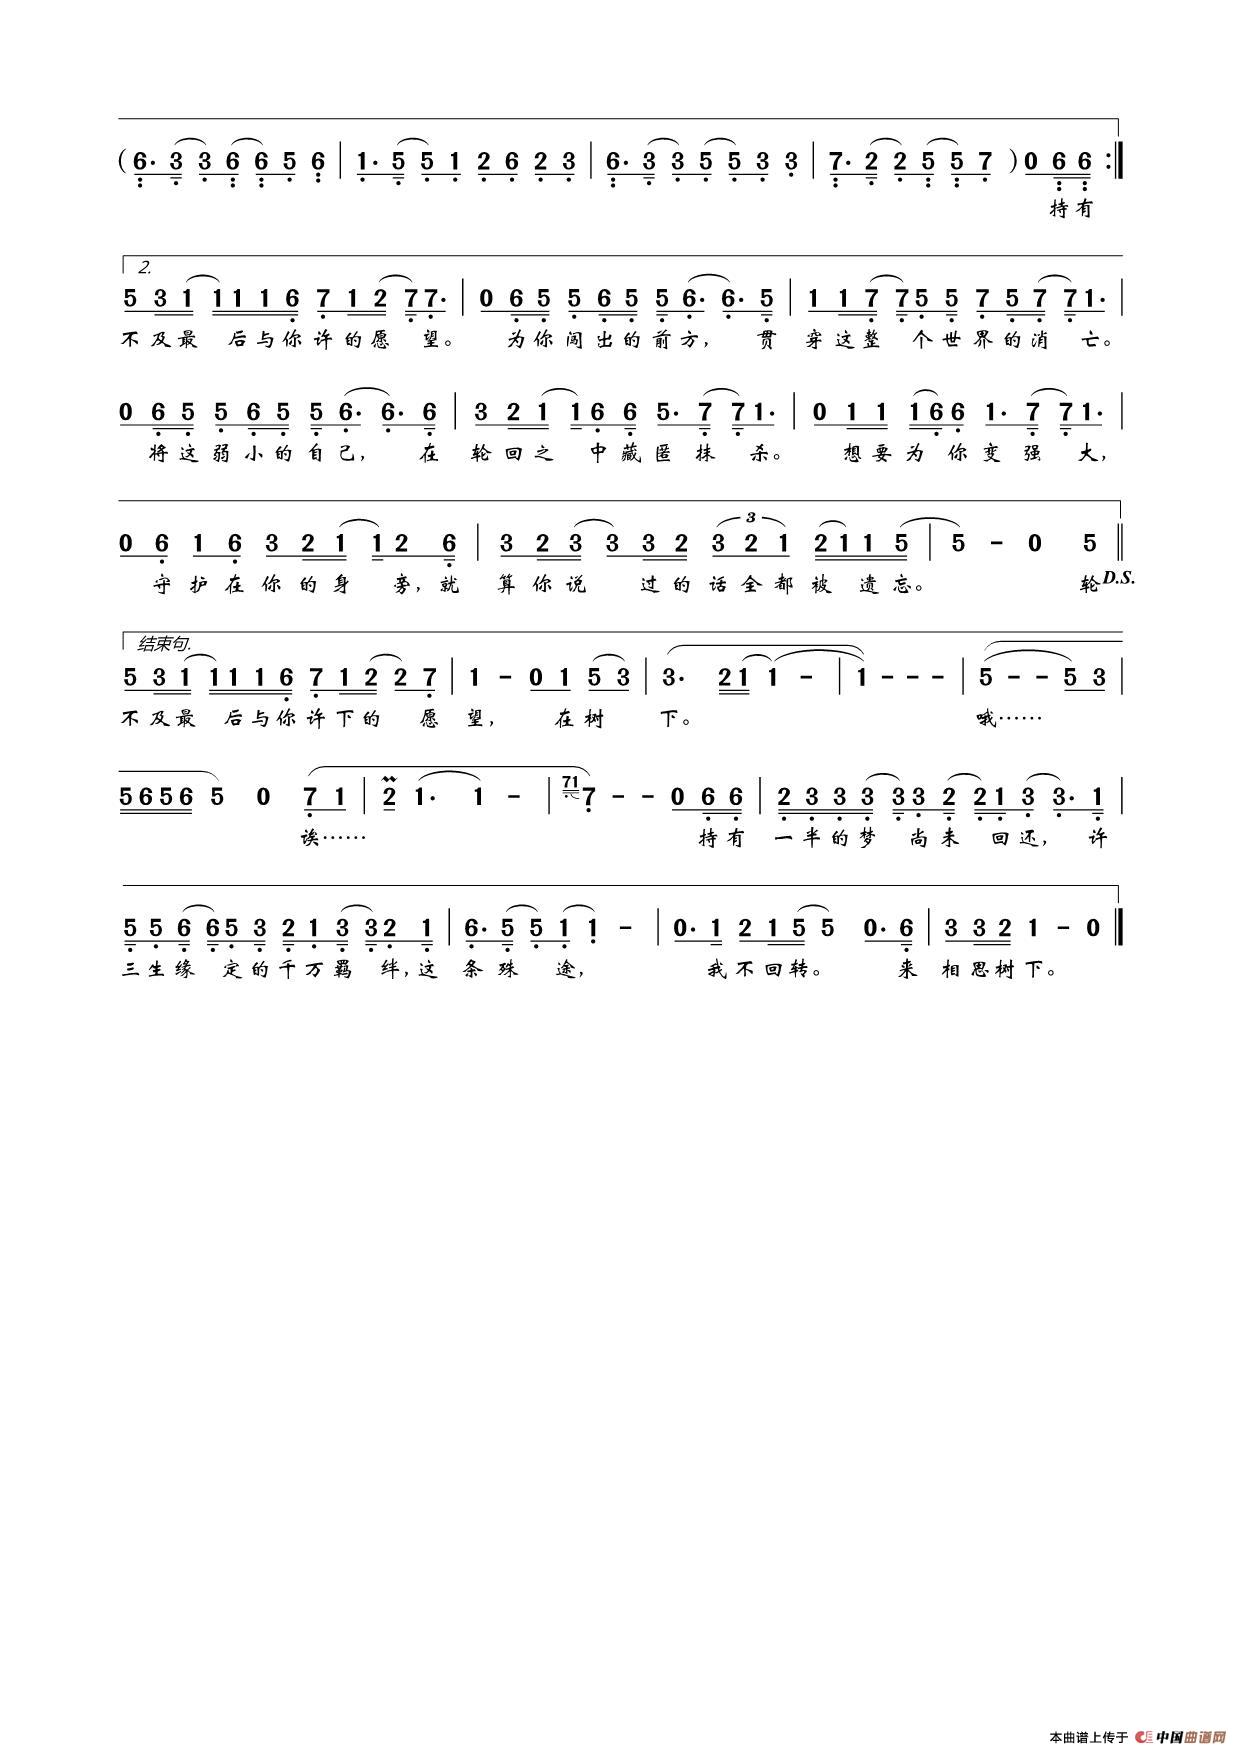 (6· 3 3 6 6 5 6 | 1· 5 5 1 2 6 2 3 | 6· 3 3 5 5 3 3 | 7· 2 2 5 5 7 ) 0 6 6 :||
持有
2.
5 3 1 1 1 1 6 7 1 2 7 7· | 0 6 5 5 6 5 5 6· 6· 5 | 1 1 7 7 5 5 7 5 7 7 1· |
不及最 后与你许的愿 望。 为你闯出的前方, 贯 穿这整 个世界的消 亡。
0 6 5 5 6 5 5 6· 6· 6 | 3 2 1 1 6 6 5· 7 7 1· | 0 1 1 1 6 6 1· 7 7 1· |
将这弱小的自己, 在 轮回之 中藏匿抹 杀。 想要为 你变强 大,
0 6 1 6 3 2 1 1 2 6 | 3 2 3 3 3 2 3 2 1 2 1 1 5 | 5 - 0 5 ||
3
守护在你的身 旁,就 算你说 过的话全都被 遗忘。 轮 D.S.
结束句.
5 3 1 1 1 1 6 7 1 2 2 7 | 1 - 0 1 5 3 | 3· 2 1 1 - | 1 - - - | 5 - - 5 3 |
不及最 后与你许下的 愿 望, 在树 下。 哦……
5 6 5 6 5 0 7 1 | 2 1· 1 - | 71 7 - - 0 6 6 | 2 3 3 3 3 3 2 2 1 3 3· 1 |
诶…… 持有 一半的梦 尚未 回还, 许
5 5 6 6 5 3 2 1 3 3 2 1 | 6· 5 5 1 1 - | 0· 1 2 1 5 5 0· 6 | 3 3 2 1 - 0 ||
三生缘 定的千万羁 绊,这 条殊 途, 我不回转。 来 相思树下。
本曲谱上传于 中国曲谱网